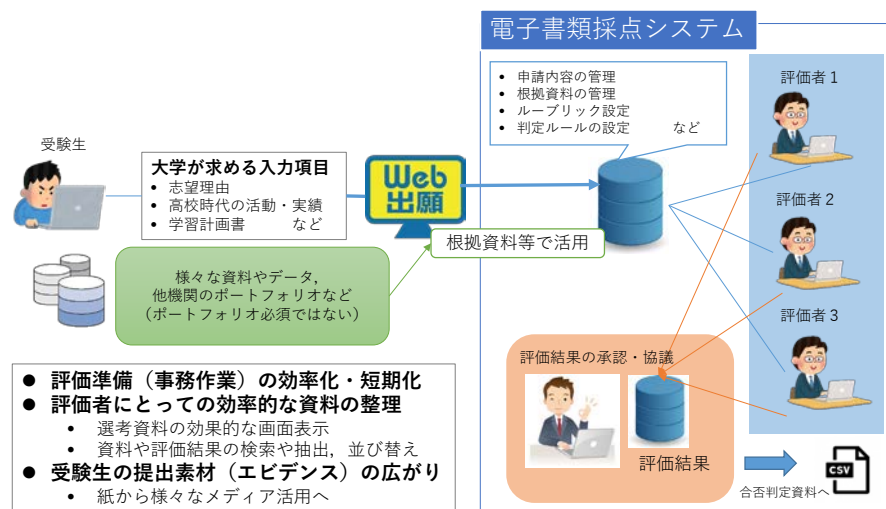 電子書類採点システム
• 申請内容の管理
• 根拠資料の管理
• ルーブリック設定
• 判定ルールの設定　など
評価者１
評価者２
評価者３
受験生
大学が求める入力項目
• 志望理由
• 高校時代の活動・実績
• 学習計画書　など
Web
出願
根拠資料等で活用
様々な資料やデータ，
他機関のポートフォリオなど
（ポートフォリオ必須ではない）
評価結果の承認・協議
評価結果
CSV
合否判定資料へ
● 評価準備（事務作業）の効率化・短期化
● 評価者にとっての効率的な資料の整理
• 選考資料の効果的な画面表示
• 資料や評価結果の検索や抽出，並び替え
● 受験生の提出素材（エビデンス）の広がり
• 紙から様々なメディア活用へ